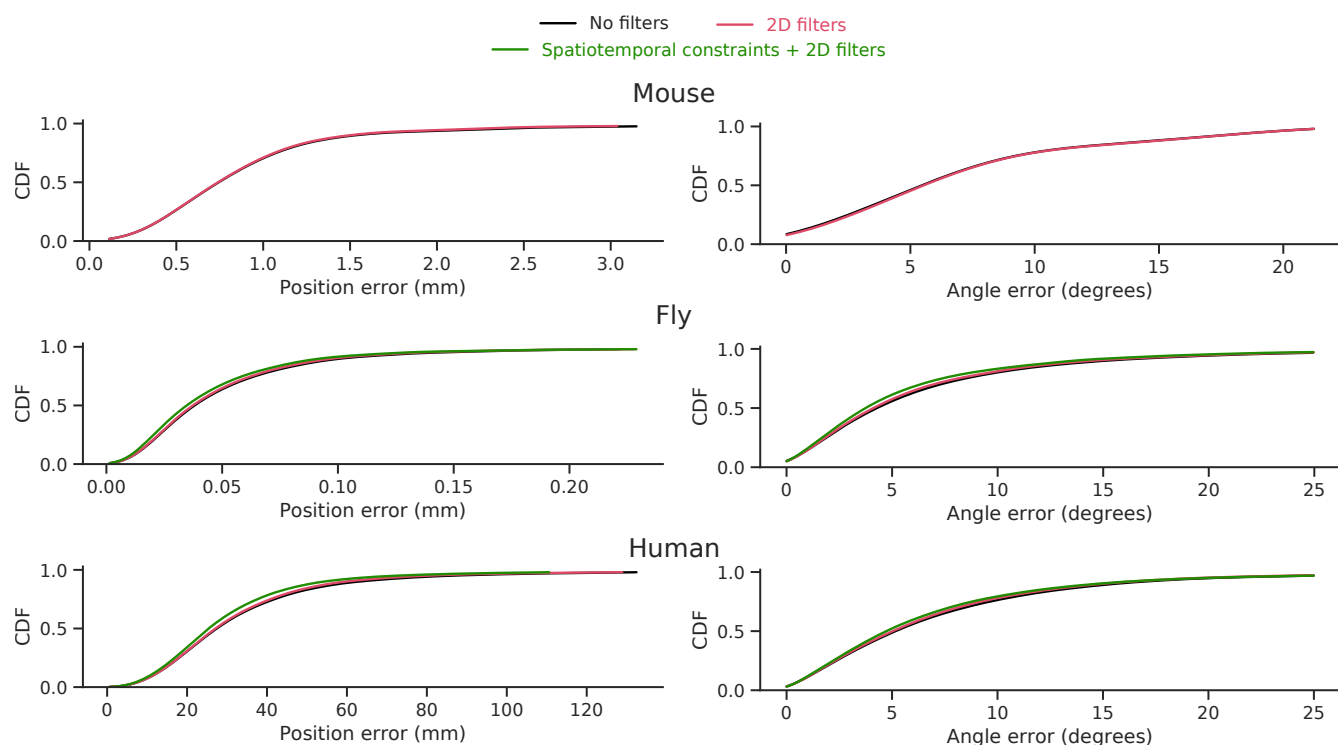 No filters 2D filters
Spatiotemporal constraints + 2D filters
Mouse
CDF
1.0
0.5
0.0
0.0 0.5 1.0 1.5 2.0 2.5 3.0
Position error (mm)
CDF
1.0
0.5
0.0
0 5 10 15 20
Angle error (degrees)
Fly
CDF
1.0
0.5
0.0
0.00 0.05 0.10 0.15 0.20
Position error (mm)
CDF
1.0
0.5
0.0
0 5 10 15 20 25
Angle error (degrees)
Human
CDF
1.0
0.5
0.0
0 20 40 60 80 100 120
Position error (mm)
CDF
1.0
0.5
0.0
0 5 10 15 20 25
Angle error (degrees)